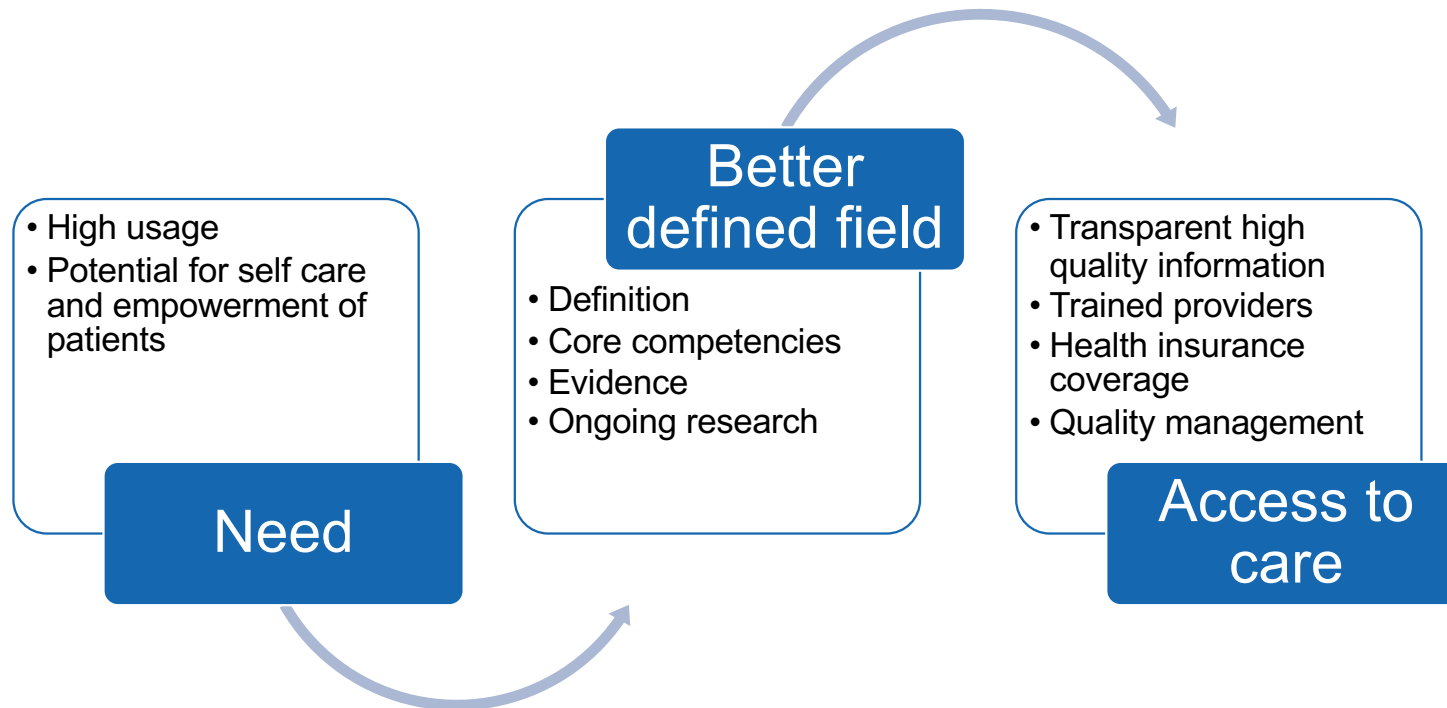 • High usage
• Potential for self care
and empowerment of
patients
Need
Better
defined field
• Definition
• Core competencies
• Evidence
• Ongoing research
• Transparent high
quality information
• Trained providers
• Health insurance
coverage
• Quality management
Access to
care